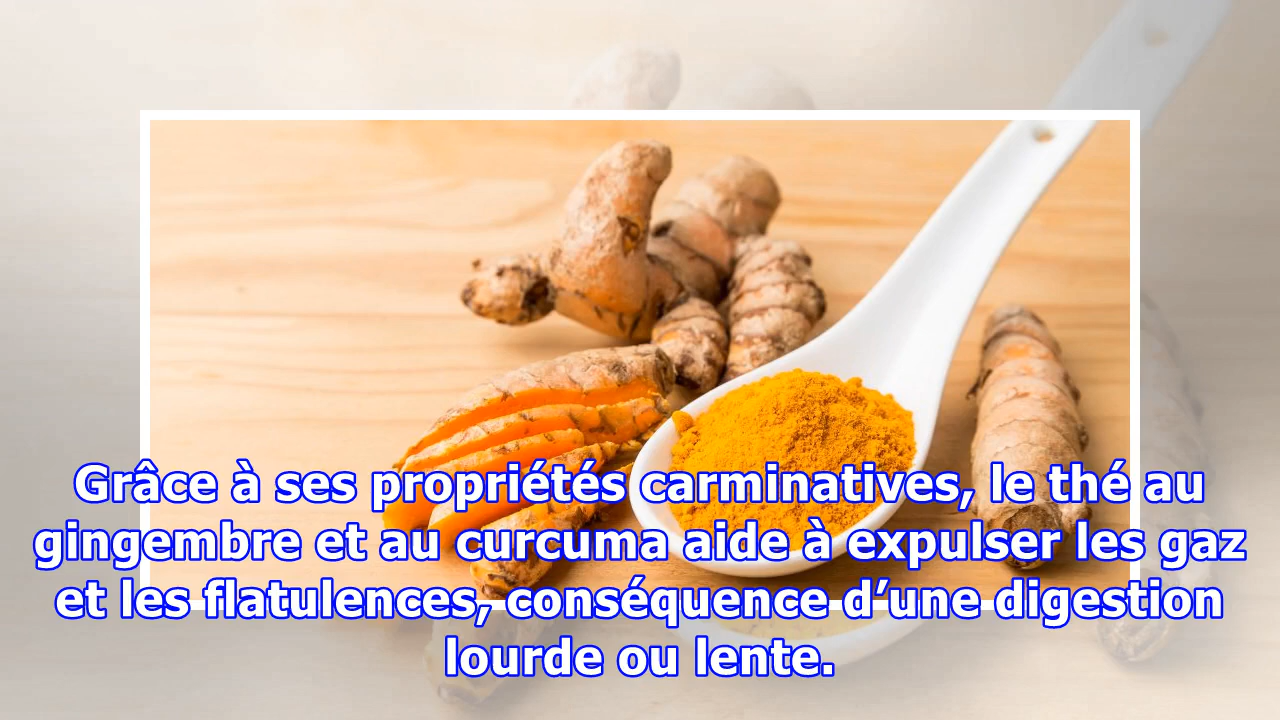 Grâce à ses propriétés carminatives, le thé au
gingembre et au curcuma aide à expulser les gaz
et les flatulences, conséquence d’une digestion
lourde ou lente.